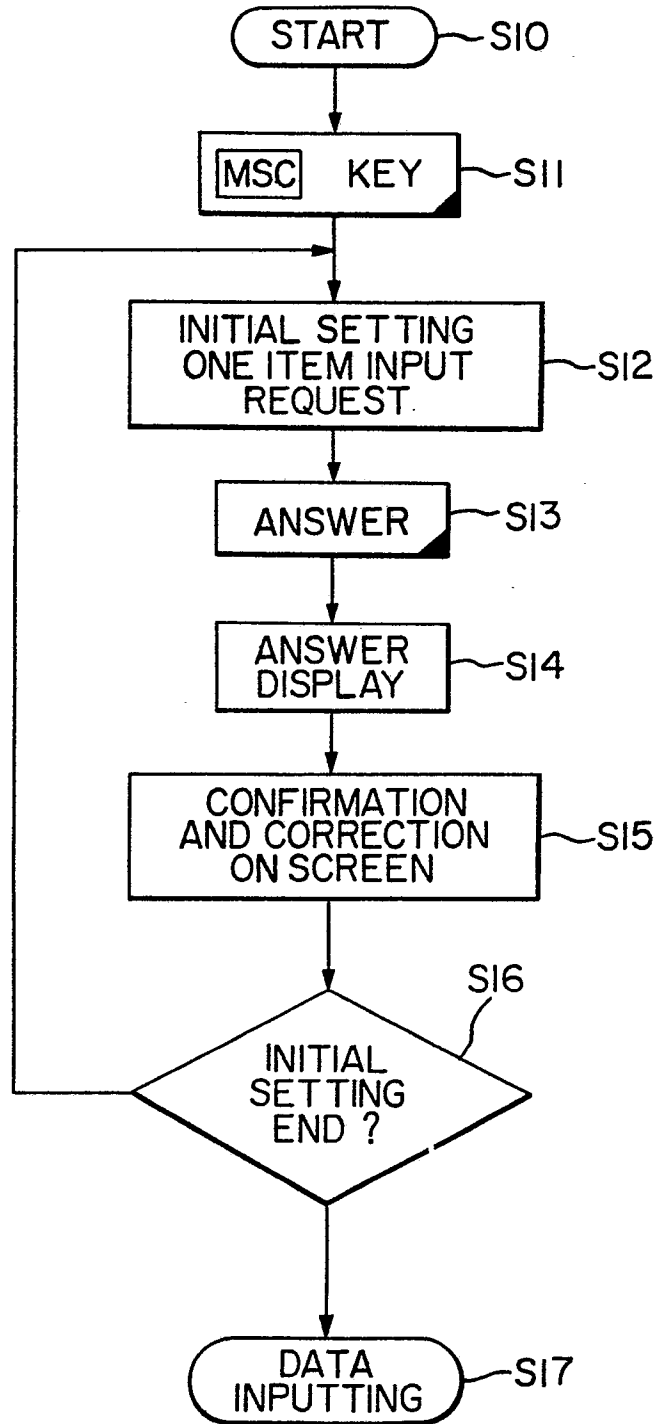 START
S10
MSC KEY
S11
INITIAL SETTING
ONE ITEM INPUT
REQUEST
S12
ANSWER
S13
ANSWER
DISPLAY
S14
CONFIRMATION
AND CORRECTION
ON SCREEN
S15
S16
INITIAL
SETTING
END ?
DATA
INPUTTING
S17